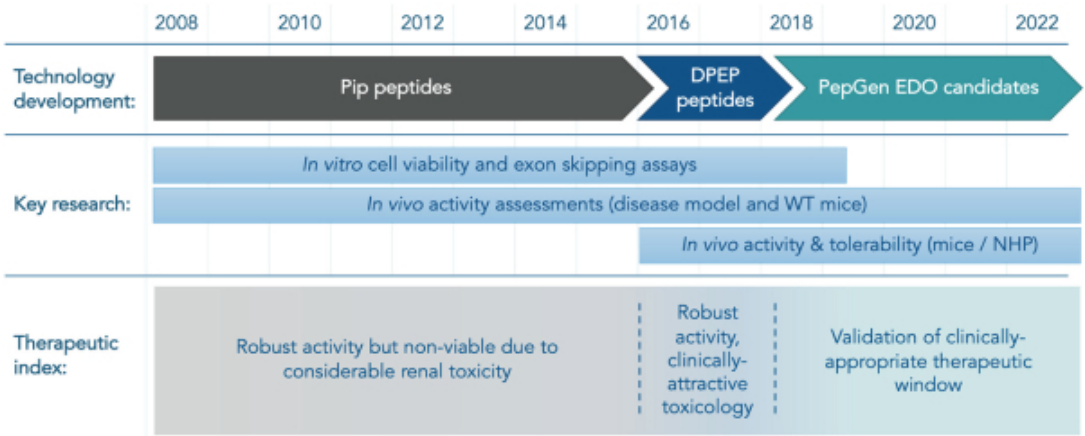 2008 2010 2012 2014 2016 2018 2020 2022
Technology
development:
Pip peptides
DPEP
peptides
PepGen EDO candidates
Key research:
In vitro cell viability and exon skipping assays
In vivo activity assessments (disease model and WT mice)
In vivo activity & tolerability (mice / NHP)
Therapeutic
index:
Robust activity but non-viable due to
considerable renal toxicity
Robust
activity,
clinically-
attractive
toxicology
Validation of clinically-
appropriate therapeutic
window